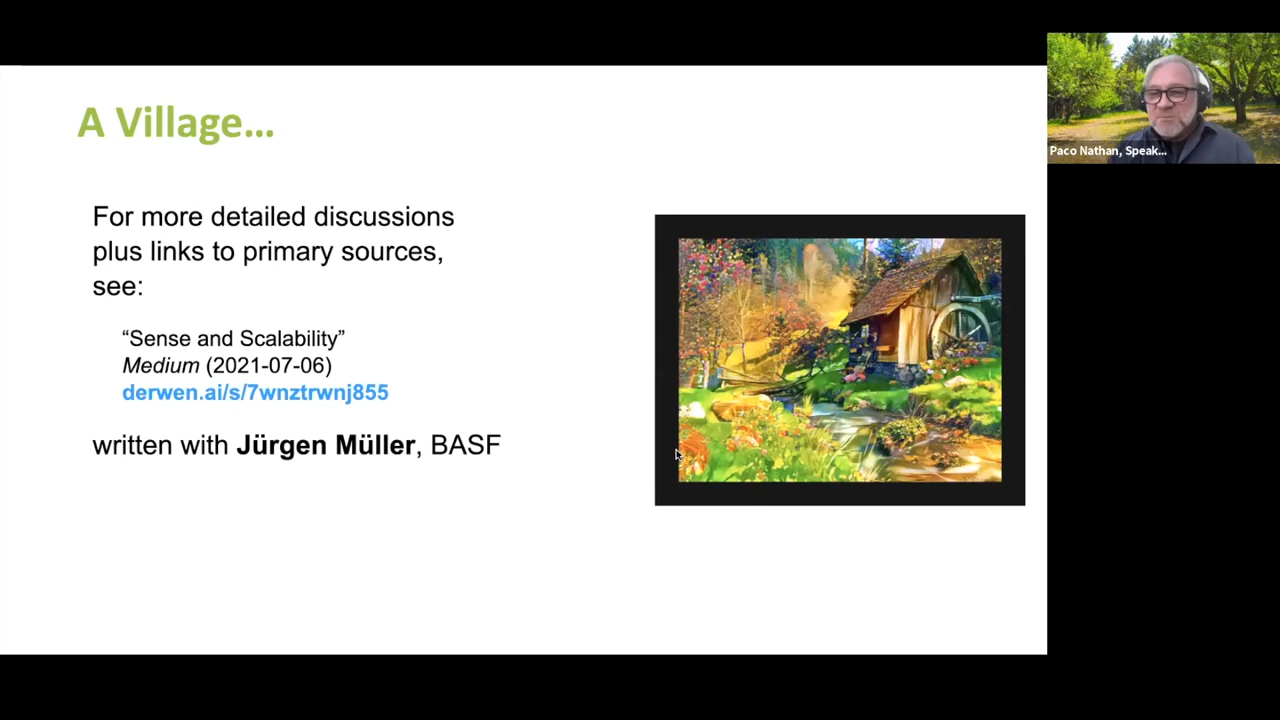 A Village...
For more detailed discussions
plus links to primary sources,
see:
“Sense and Scalability”
Medium (2021-07-06)
derwen.ai/s/7wnztrwnj855
written with Jürgen Müller, BASF
Paco Nathan, Speak...